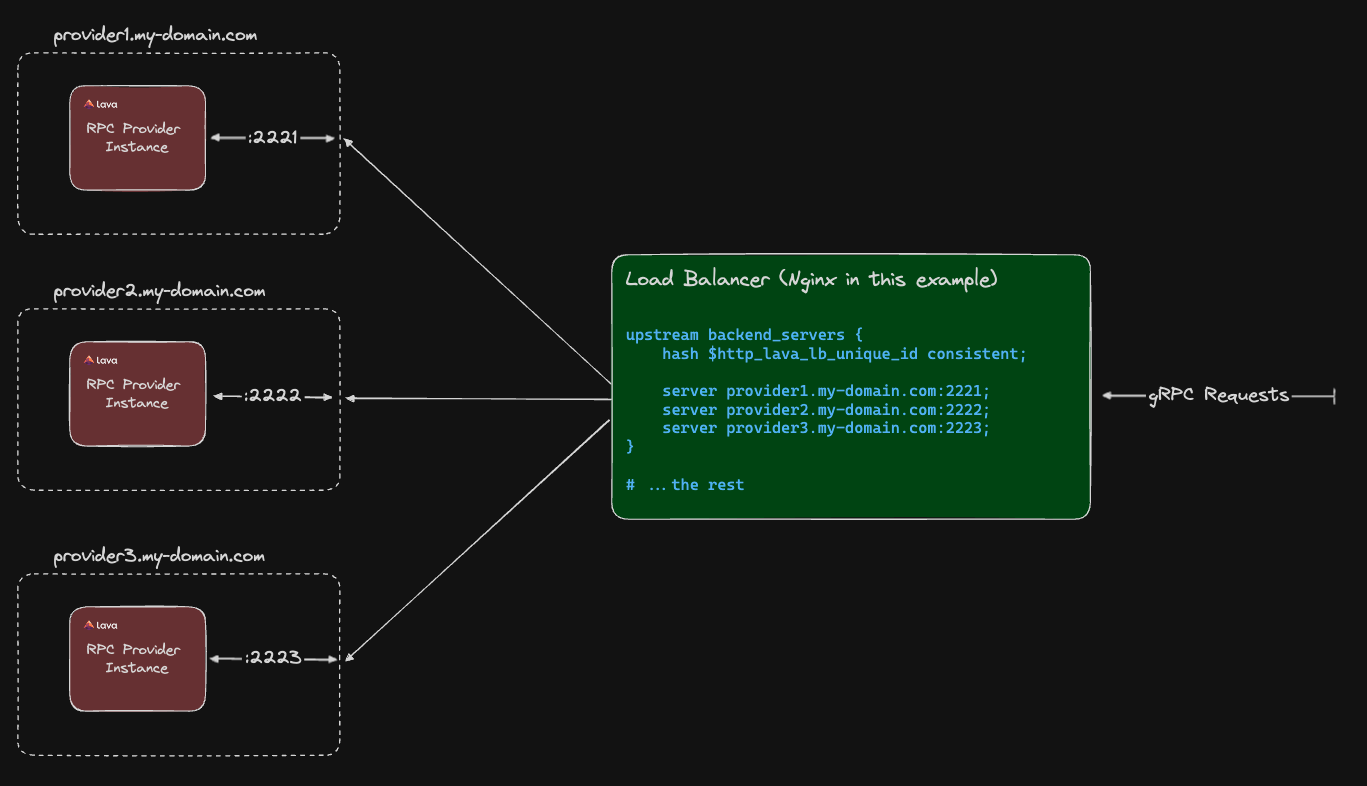 provider1.my-domain.com
lava
RPC Provider
Instance
:2221
provider2.my-domain.com
lava
RPC Provider
Instance
:2222
provider3.my-domain.com
lava
RPC Provider
Instance
:2223
Load Balancer (Nginx in this example)
upstream backend_servers {
    hash $http_lava_lb_unique_id consistent;
    server provider1.my-domain.com:2221;
    server provider2.my-domain.com:2222;
    server provider3.my-domain.com:2223;
}
# ...the rest
gRPC Requests